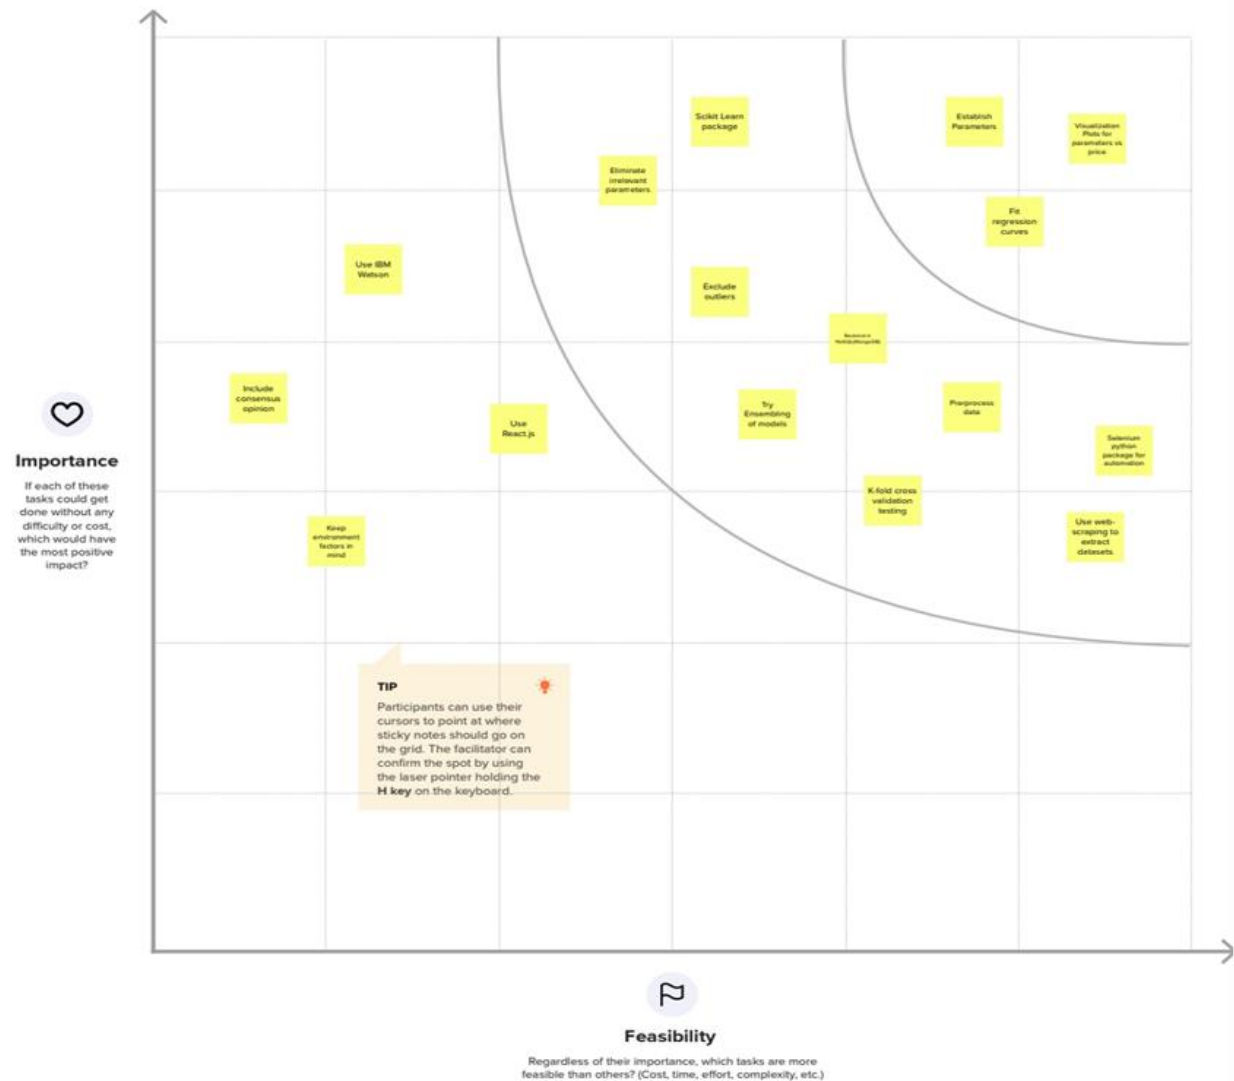 Scikit Learn
package
Establish
Parameters
Visualization
Plots for
parameters vs
price
Eliminate
irrelevant
parameters
Fit
regression
curves
Use IBM
Watson
Exclude
outliers
Include
consensus
opinion
Use
React.js
Try
Ensembling
of models
Preprocess
data
Selenium
python
package for
automation
K-fold cross
validation
testing
Use web-
scraping to
extract
datasets
Keep
environment
factors in
mind
Importance
If each of these
tasks could get
done without any
difficulty or cost,
which would have
the most positive
impact?
TIP
Participants can use their
cursors to point at where
sticky notes should go on
the grid. The facilitator can
confirm the spot by using
the laser pointer holding the
H key on the keyboard.
Feasibility
Regardless of their importance, which tasks are more
feasible than others? (Cost, time, effort, complexity, etc.)